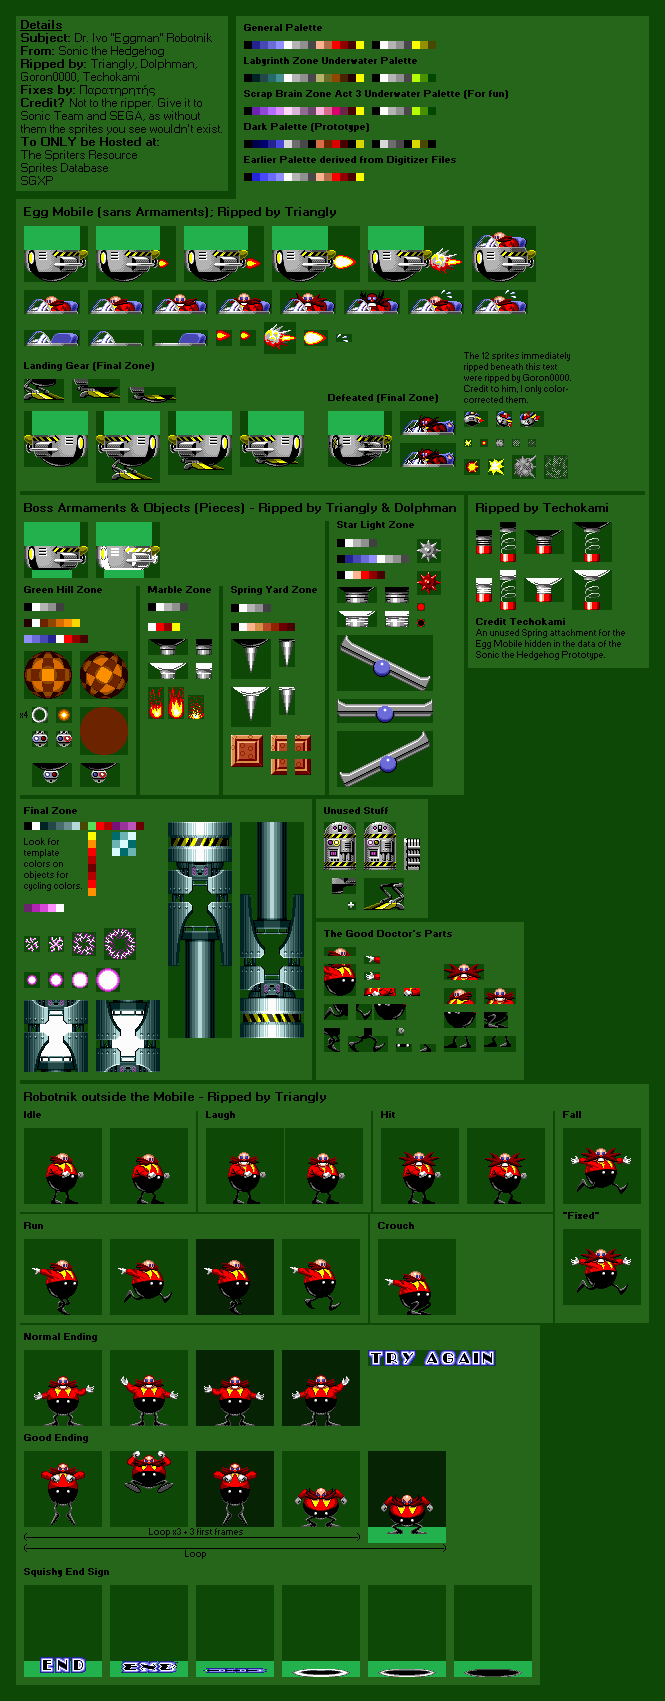 Details
Subject: Dr. Ivo "Eggman" Robotnik
From: Sonic the Hedgehog
Ripped by: Triangly, Dolphman,
Goron0000, Techokami
Fixes by: Παρατηρητής
Credit? Not to the ripper. Give it to
Sonic Team and SEGA, as without
them the sprites you see wouldn't exist.
To ONLY be Hosted at:
The Spriters Resource
Sprites Database
SGXP
General Palette
Labyrinth Zone Underwater Palette
Scrap Brain Zone Act 3 Underwater Palette (For fun)
Dark Palette (Prototype)
Earlier Palette derived from Digitizer Files
Egg Mobile (sans Armaments); Ripped by Triangly
The 12 sprites immediately
ripped beneath this text
were ripped by Goron0000.
Credit to him, I only color-
corrected them.
Landing Gear (Final Zone)
Defeated (Final Zone)
Boss Armaments & Objects (Pieces) - Ripped by Triangly & Dolphman
Ripped by Techokami
Star Light Zone
Green Hill Zone
Marble Zone
Spring Yard Zone
x4
Credit Techokami
An unused Spring attachment for the
Egg Mobile hidden in the data of the
Sonic the Hedgehog Prototype.
Final Zone
Look for
template
colors on
objects for
cycling colors.
Unused Stuff
The Good Doctor's Parts
Robotnik outside the Mobile - Ripped by Triangly
Idle
Laugh
Hit
Fall
"Fixed"
Run
Crouch
Normal Ending
TRY AGAIN
Good Ending
Loop x3 + 3 first frames
Loop
Squishy End Sign
END